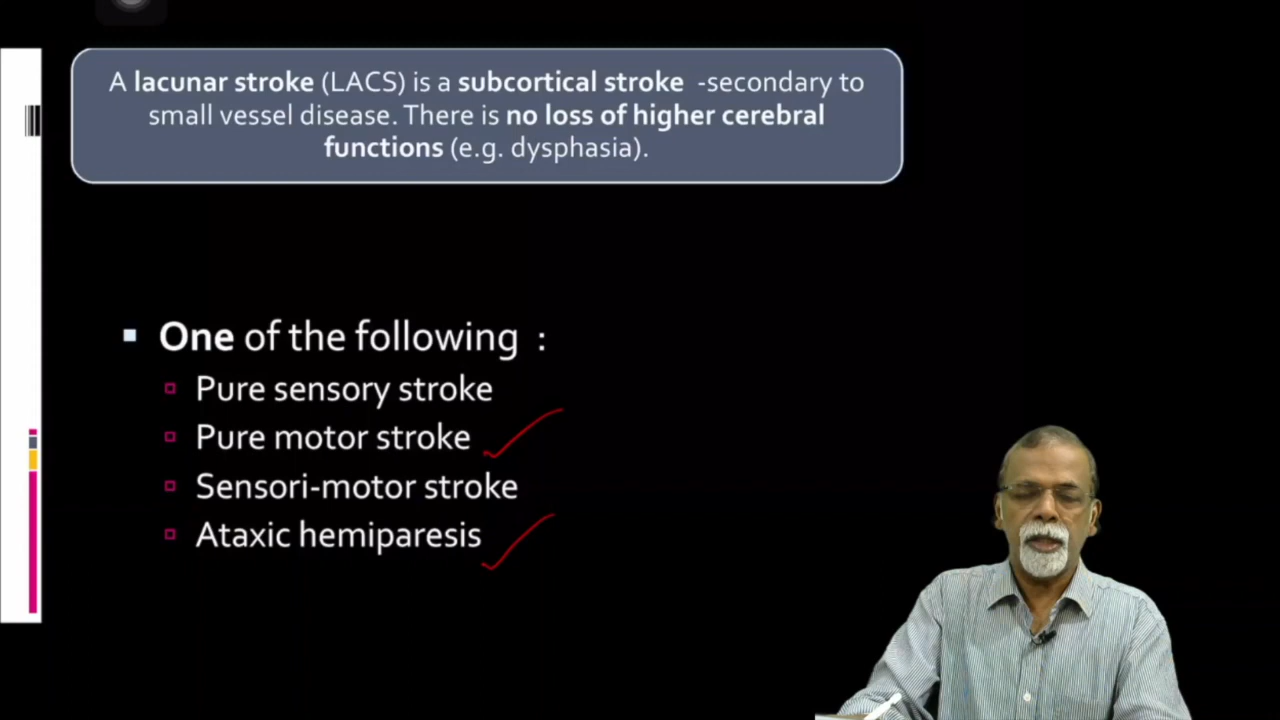 A lacunar stroke (LACS) is a subcortical stroke -secondary to
small vessel disease. There is no loss of higher cerebral
functions (e.g. dysphasia).
One of the following :
Pure sensory stroke
Pure motor stroke
Sensori-motor stroke
Ataxic hemiparesis